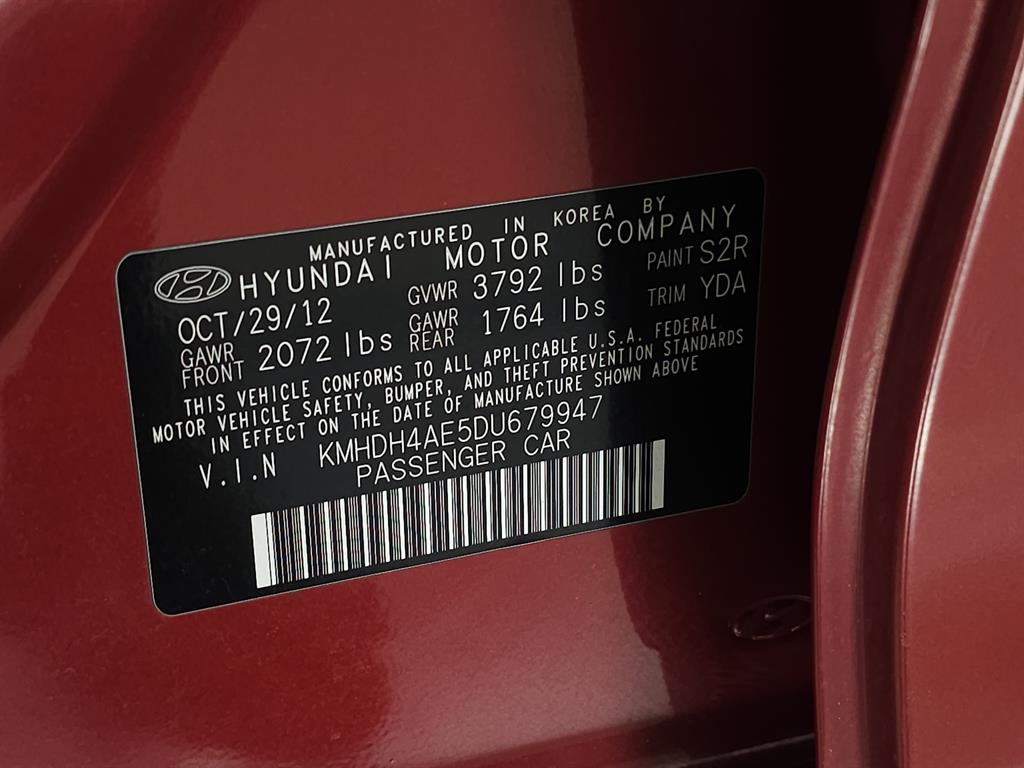 MANUFACTURED IN KOREA BY
HYUNDAI MOTOR COMPANY
OCT/29/12 GVWR 3792 lbs PAINT S2R
GAWR FRONT 2072 lbs GAWR REAR 1764 lbs TRIM YDA
THIS VEHICLE CONFORMS TO ALL APPLICABLE U.S.A. FEDERAL
MOTOR VEHICLE SAFETY, BUMPER, AND THEFT PREVENTION STANDARDS
IN EFFECT ON THE DATE OF MANUFACTURE SHOWN ABOVE
V.I.N KMHDH4AE5DU679947
PASSENGER CAR